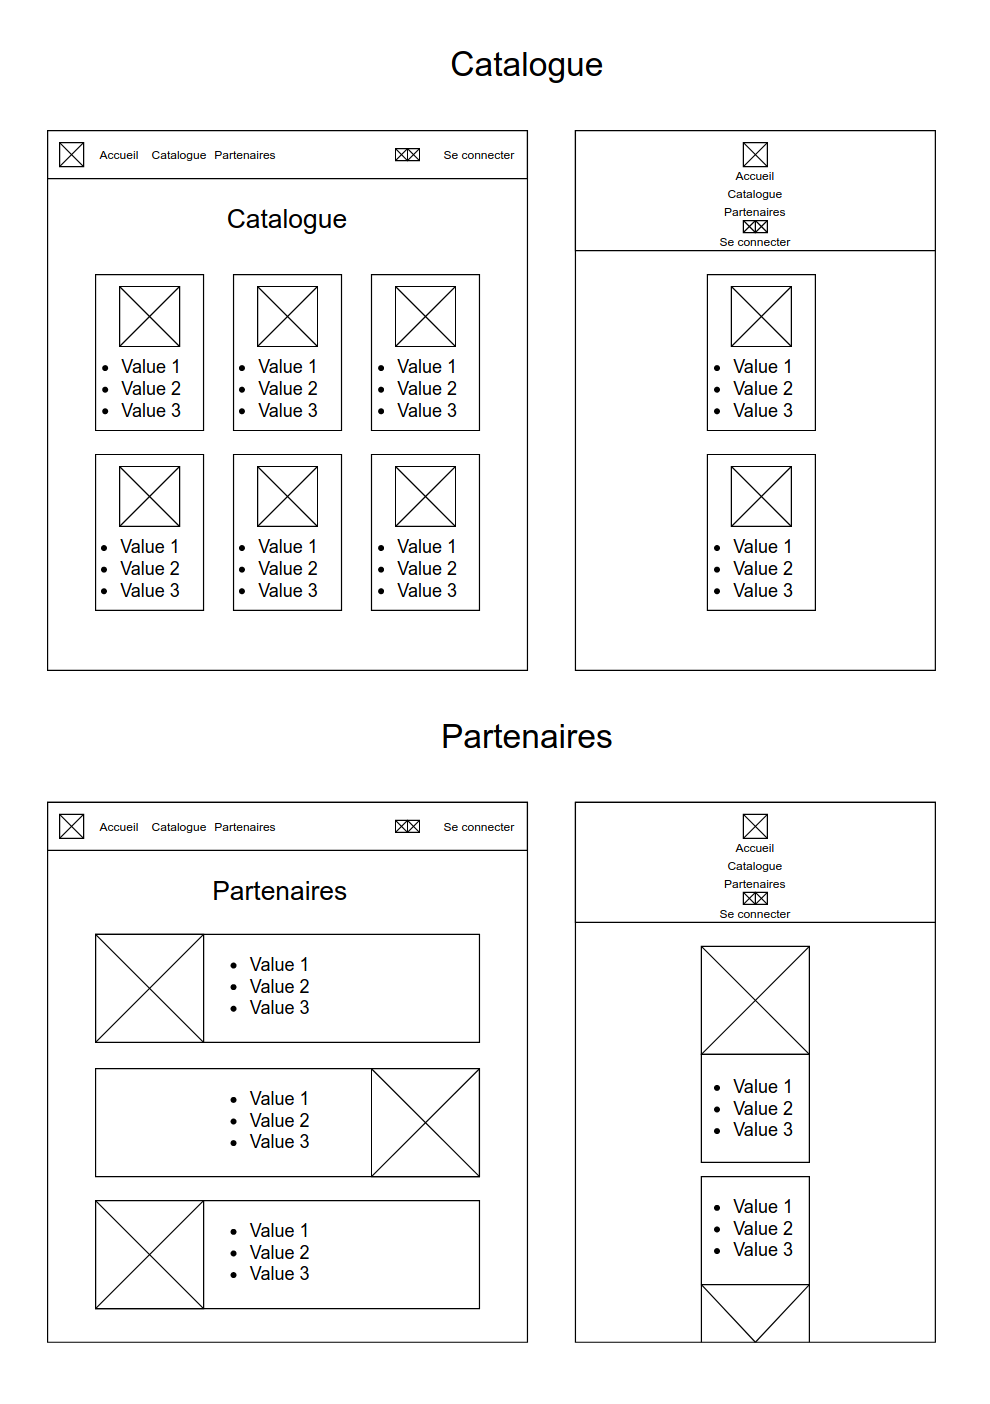 Catalogue
Accueil Catalogue Partenaires Se connecter
Catalogue
• Value 1
• Value 2
• Value 3
• Value 1
• Value 2
• Value 3
• Value 1
• Value 2
• Value 3
• Value 1
• Value 2
• Value 3
• Value 1
• Value 2
• Value 3
• Value 1
• Value 2
• Value 3
Accueil
Catalogue
Partenaires
Se connecter
• Value 1
• Value 2
• Value 3
• Value 1
• Value 2
• Value 3
Partenaires
Accueil Catalogue Partenaires Se connecter
Partenaires
• Value 1
• Value 2
• Value 3
• Value 1
• Value 2
• Value 3
• Value 1
• Value 2
• Value 3
Accueil
Catalogue
Partenaires
Se connecter
• Value 1
• Value 2
• Value 3
• Value 1
• Value 2
• Value 3